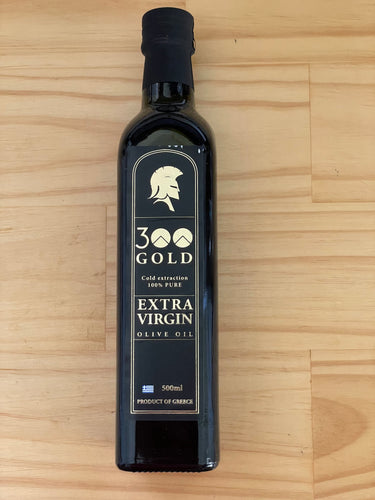 300
GOLD
Cold extraction
100% PURE
EXTRA
VIRGIN
OLIVE OIL
500ml
PRODUCT OF GREECE